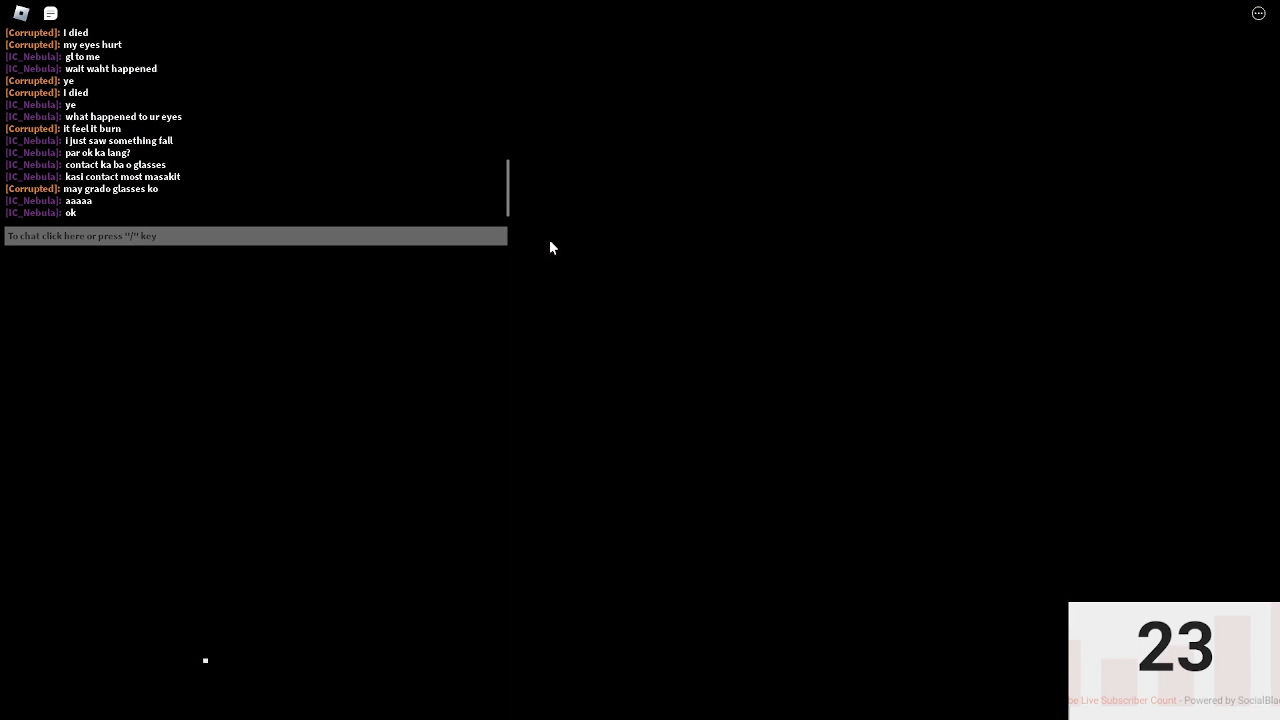 [Corrupted]: I died
[Corrupted]: my eyes hurt
[IC_Nebula]: gl to me
[IC_Nebula]: wait waht happened
[Corrupted]: ye
[Corrupted]: I died
[IC_Nebula]: ye
[IC_Nebula]: what happened to ur eyes
[Corrupted]: it feel it burn
[IC_Nebula]: I just saw something fall
[IC_Nebula]: par ok ka lang?
[IC_Nebula]: contact ka ba o glasses
[IC_Nebula]: kasi contact most masakit
[Corrupted]: may grado glasses ko
[IC_Nebula]: aaaaa
[IC_Nebula]: ok
To chat click here or press "/" key
23
be Live Subscriber Count - Powered by SocialBla